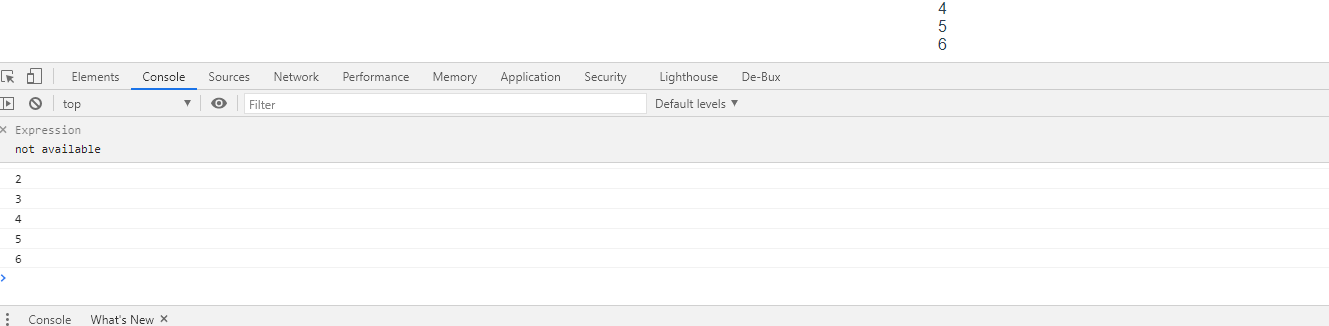 4
5
6
Elements Console Sources Network Performance Memory Application Security Lighthouse De-Bux
top Filter Default levels
Expression
not available
2
3
4
5
6
Console What's New